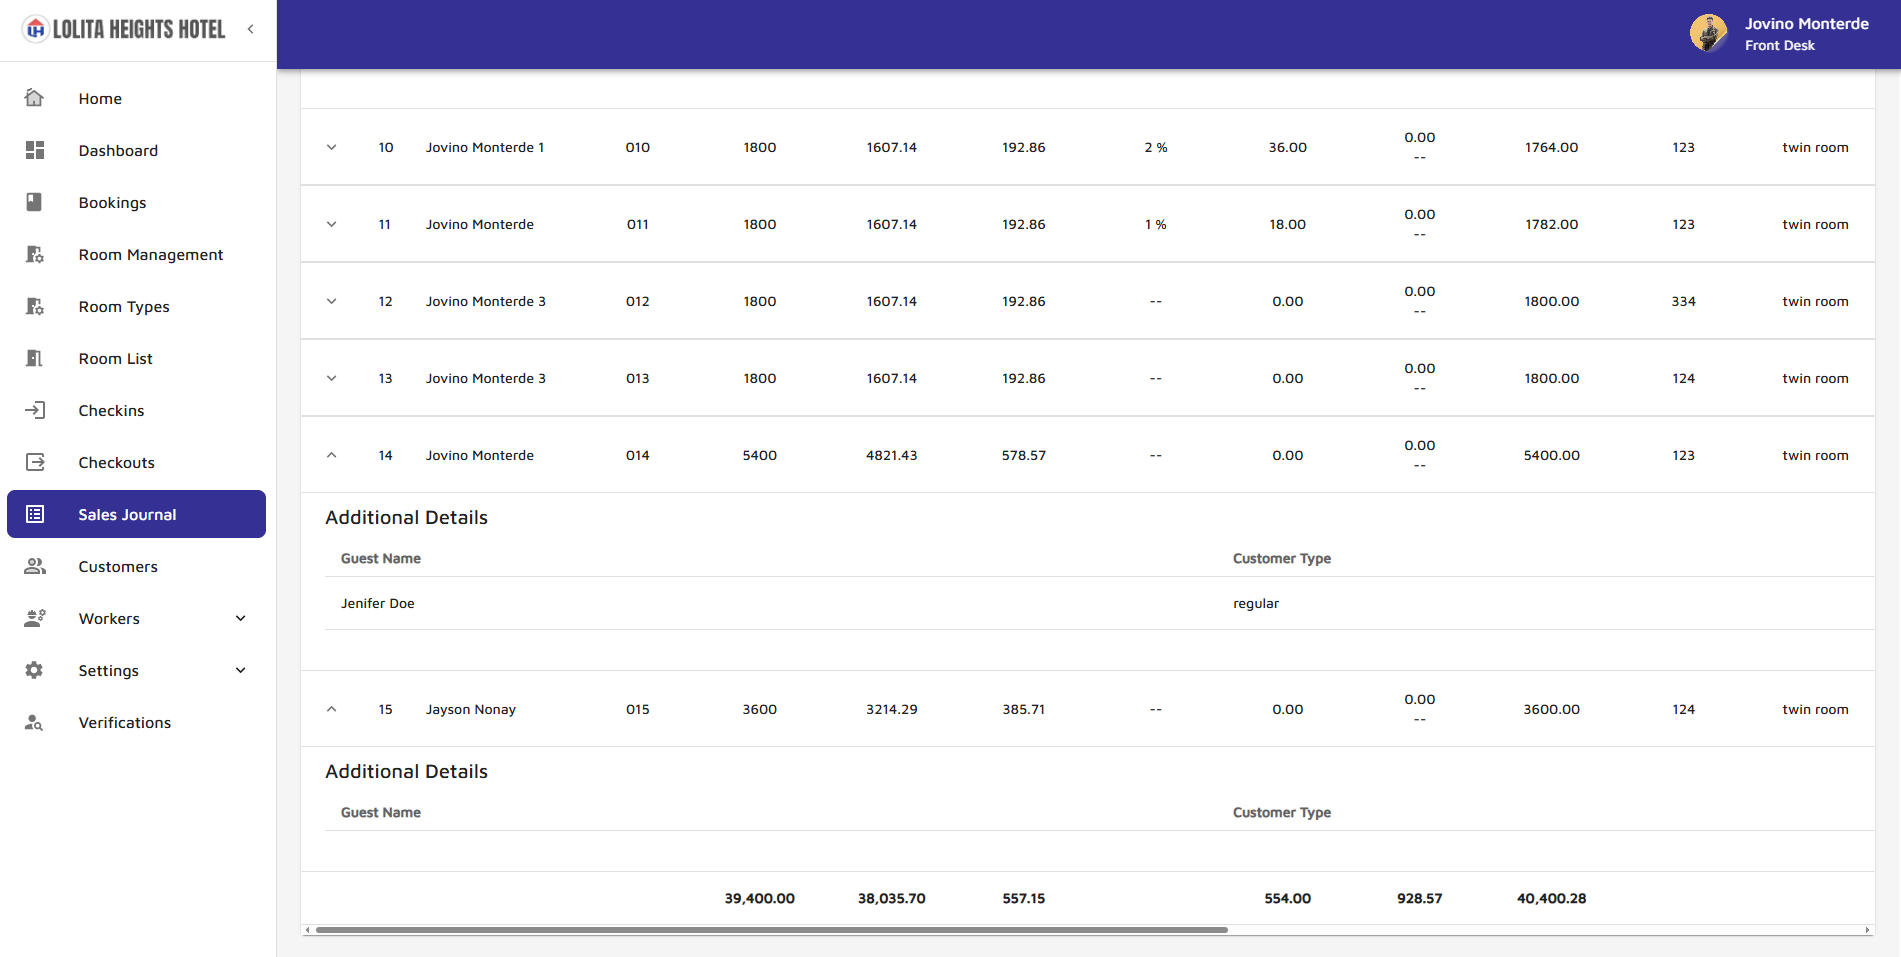 LOLITA HEIGHTS HOTEL
Jovino Monterde
Front Desk
Home
Dashboard
Bookings
Room Management
Room Types
Room List
Checkins
Checkouts
Sales Journal
Customers
Workers
Settings
Verifications
10 Jovino Monterde 1 010 1800 1607.14 192.86 2 % 36.00 0.00 -- 1764.00 123 twin room
11 Jovino Monterde 011 1800 1607.14 192.86 1 % 18.00 0.00 -- 1782.00 123 twin room
12 Jovino Monterde 3 012 1800 1607.14 192.86 -- 0.00 0.00 -- 1800.00 334 twin room
13 Jovino Monterde 3 013 1800 1607.14 192.86 -- 0.00 0.00 -- 1800.00 124 twin room
14 Jovino Monterde 014 5400 4821.43 578.57 -- 0.00 0.00 -- 5400.00 123 twin room
Additional Details
Guest Name Customer Type
Jenifer Doe regular
15 Jayson Nonay 015 3600 3214.29 385.71 -- 0.00 0.00 -- 3600.00 124 twin room
Additional Details
Guest Name Customer Type
39,400.00 38,035.70 557.15 554.00 928.57 40,400.28